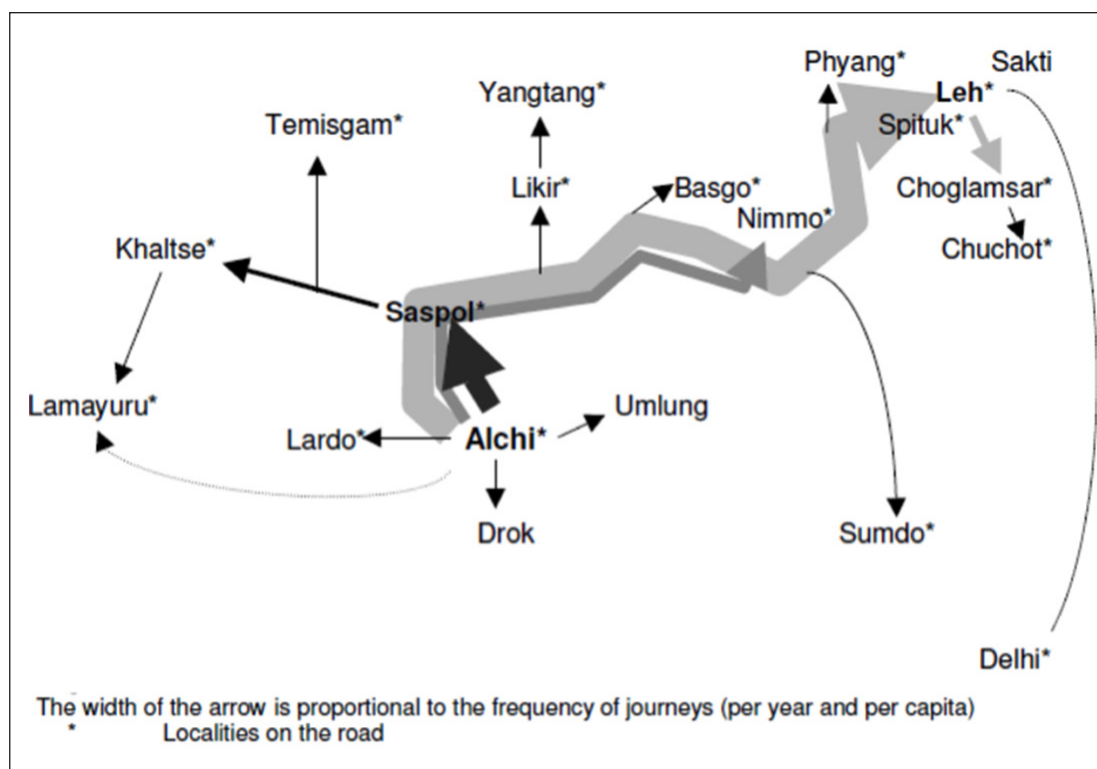 Phyang* Sakti
Leh*
Yangtang*
Temisgam* Spituk*
Likir* Basgo* Choglamsar*
Nimmo*
Khaltse* Chuchot*
Saspol*
Lamayuru* Umlung
Lardo* Alchi*
Drok Sumdo*
Delhi*
The width of the arrow is proportional to the frequency of journeys (per year and per capita)
* Localities on the road